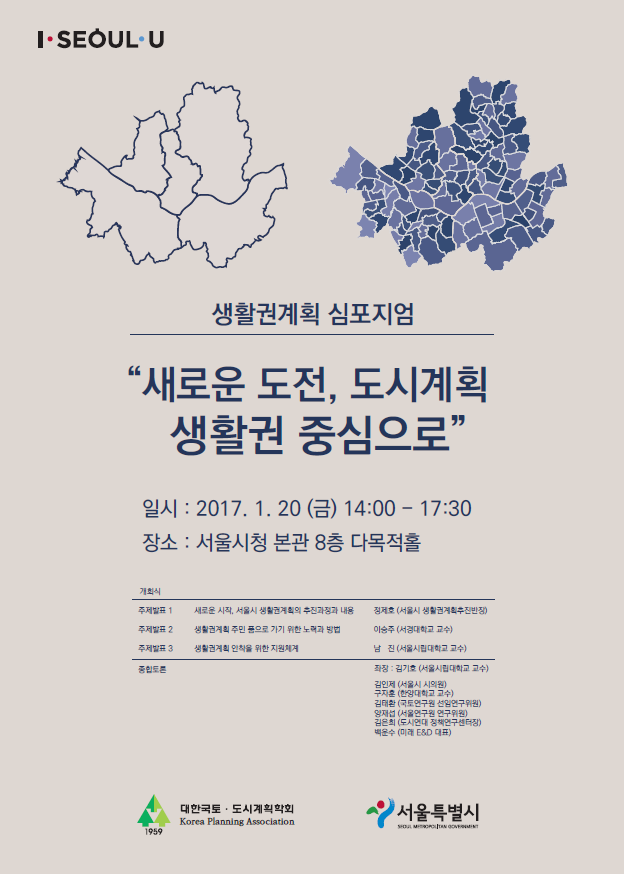 I·SEOUL·U
생활권계획 심포지엄
“새로운 도전, 도시계획
생활권 중심으로”
일시 : 2017. 1. 20 (금) 14:00 - 17:30
장소 : 서울시청 본관 8층 다목적홀
개회식
주제발표 1 새로운 시작, 서울시 생활권계획의 추진과정과 내용 정제호 (서울시 생활권계획추진반장)
주제발표 2 생활권계획 주민 품으로 가기 위한 노력과 방법 이승주 (서경대학교 교수)
주제발표 3 생활권계획 안착을 위한 지원체계 남 진 (서울시립대학교 교수)
종합토론 좌장 : 김기호 (서울시립대학교 교수)
김인제 (서울시 시의원)
구자훈 (한양대학교 교수)
김태환 (국토연구원 선임연구위원)
양재섭 (서울연구원 연구위원)
김은희 (도시연대 정책연구센터장)
백운수 (미래 E&D 대표)
1959
대한국토·도시계획학회
Korea Planning Association
서울특별시
SEOUL METROPOLITAN GOVERNMENT